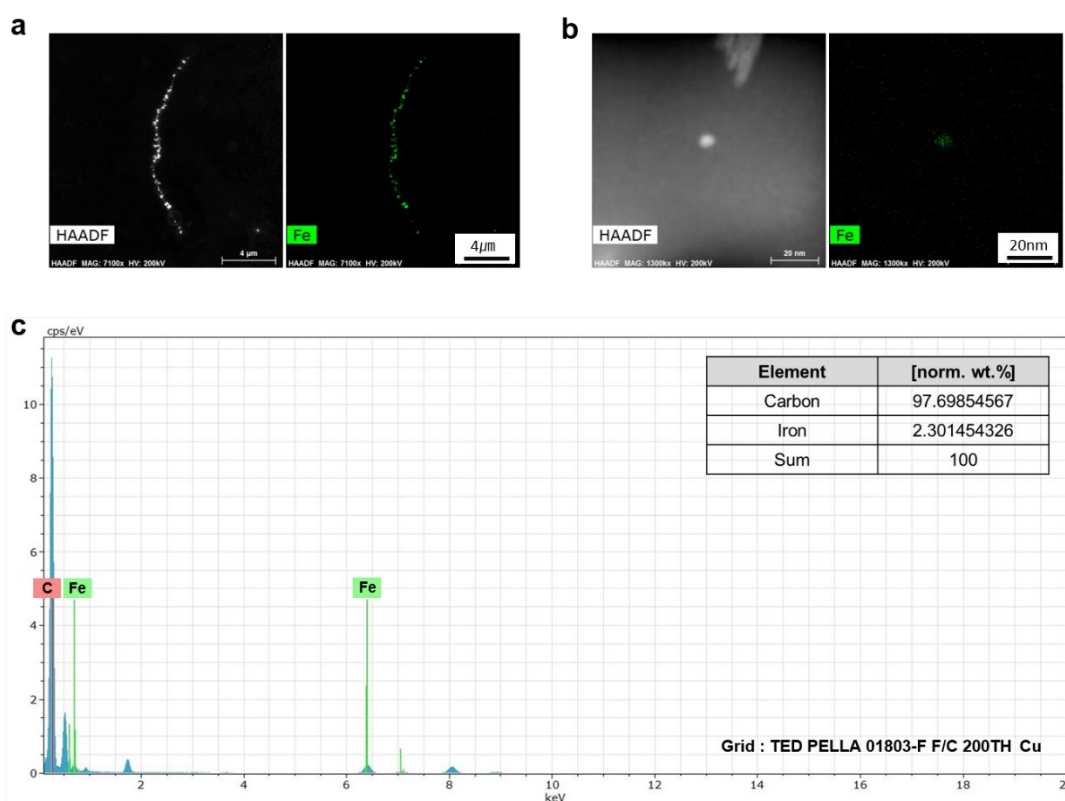 a
b
HAADF
4 µm
HAADF MAG: 7100x HV: 200kV
Fe
4㎛
HAADF MAG: 7100x HV: 200kV
HAADF
20 nm
HAADF MAG: 1300kx HV: 200kV
Fe
20nm
HAADF MAG: 1300kx HV: 200kV
c
cps/eV
Element [norm. wt.%]
Carbon 97.69854567
Iron 2.301454326
Sum 100
10
8
6
C Fe Fe
4
2
Grid : TED PELLA 01803-F F/C 200TH Cu
0
2 4 6 8 10 12 14 16 18 20
keV